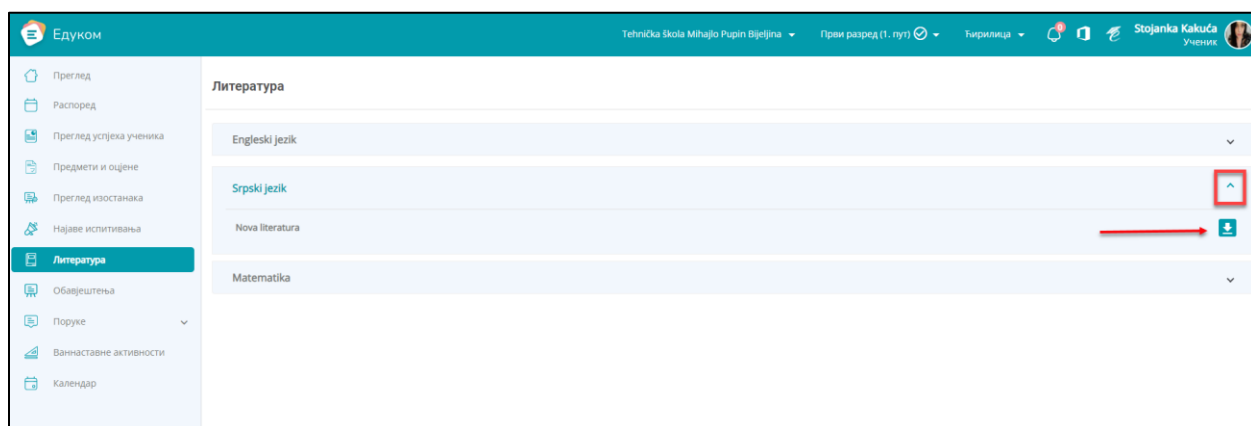 Едуком
Tehnička škola Mihajlo Pupin Bijeljina
Први разред (1. пут)
Ћирилица
0
Stojanka Kakuća
Ученик
Преглед
Распоред
Преглед успјеха ученика
Предмети и оцјене
Преглед изостанака
Најаве испитивања
Литература
Обавјештења
Поруке
Ваннаставне активности
Календар
Литература
Engleski jezik
Srpski jezik
Nova literatura
Matematika